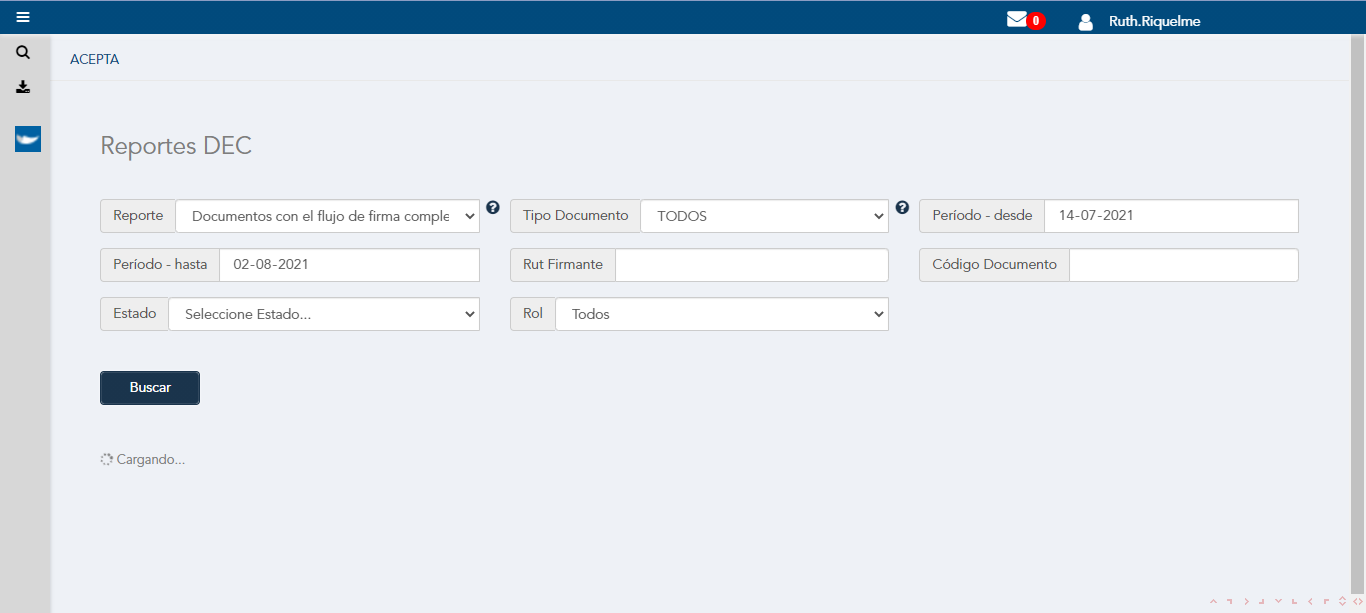 0 Ruth.Riquelme
ACEPTA
Reportes DEC
Reporte Documentos con el flujo de firma comple Tipo Documento TODOS Período - desde 14-07-2021
Período - hasta 02-08-2021 Rut Firmante Código Documento
Estado Seleccione Estado... Rol Todos
Buscar
Cargando...